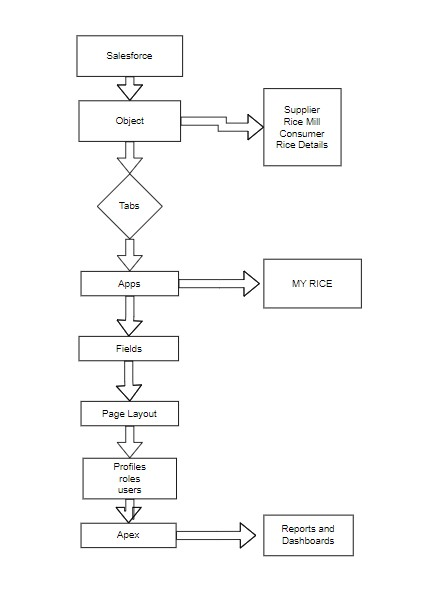 Salesforce
Object
Supplier
Rice Mill
Consumer
Rice Details
Tabs
Apps
MY RICE
Fields
Page Layout
Profiles
roles
users
Apex
Reports and
Dashboards